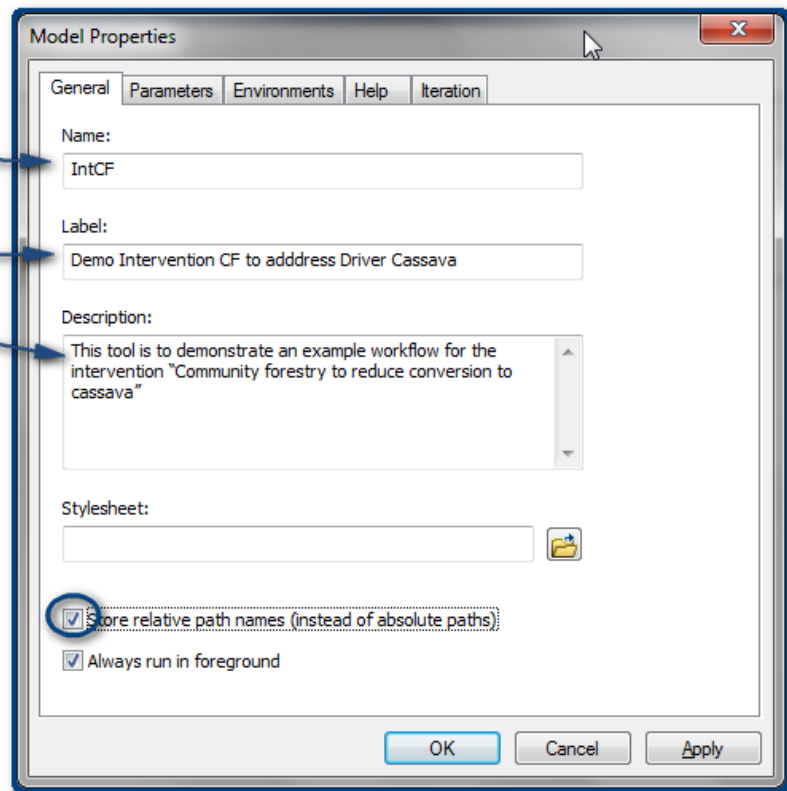 Model Properties
General Parameters Environments Help Iteration
Name:
IntCF
Label:
Demo Intervention CF to adddress Driver Cassava
Description:
This tool is to demonstrate an example workflow for the
intervention “Community forestry to reduce conversion to
cassava”
Stylesheet:
Store relative path names (instead of absolute paths)
Always run in foreground
OK Cancel Apply